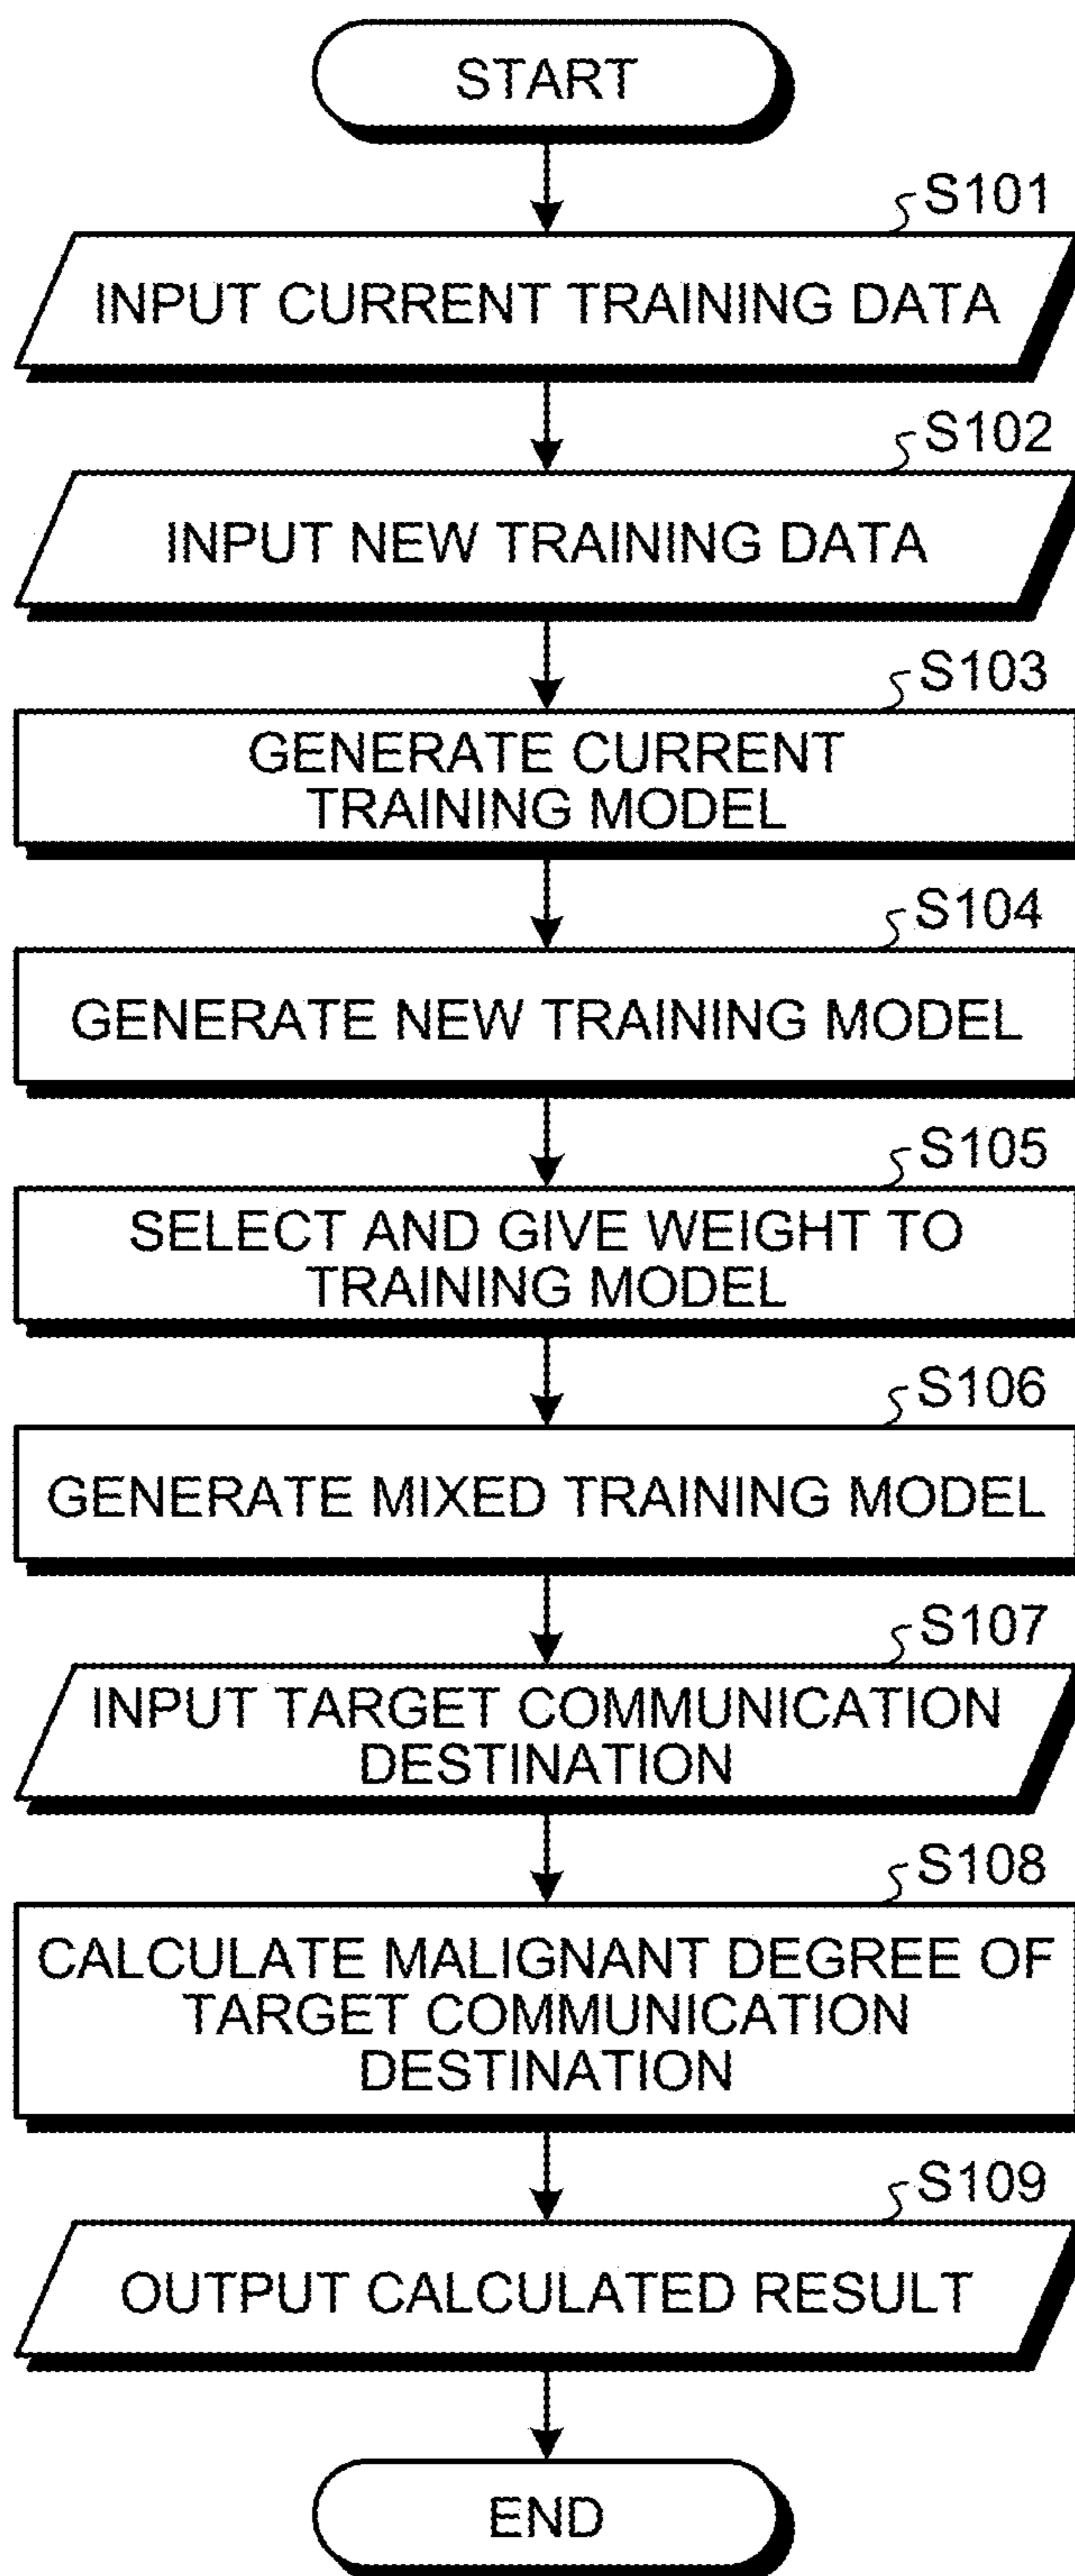 START
S101
INPUT CURRENT TRAINING DATA
S102
INPUT NEW TRAINING DATA
S103
GENERATE CURRENT
TRAINING MODEL
S104
GENERATE NEW TRAINING MODEL
S105
SELECT AND GIVE WEIGHT TO
TRAINING MODEL
S106
GENERATE MIXED TRAINING MODEL
S107
INPUT TARGET COMMUNICATION
DESTINATION
S108
CALCULATE MALIGNANT DEGREE OF
TARGET COMMUNICATION
DESTINATION
S109
OUTPUT CALCULATED RESULT
END